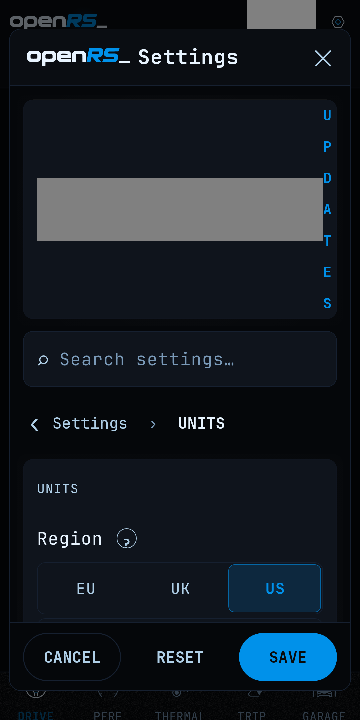 openRS_
openRS_ Settings
UPDATES
Search settings…
‹ Settings › UNITS
UNITS
Region ?
EU UK US
CANCEL RESET SAVE
DRIVE PERF THERMAL TRIP GARAGE